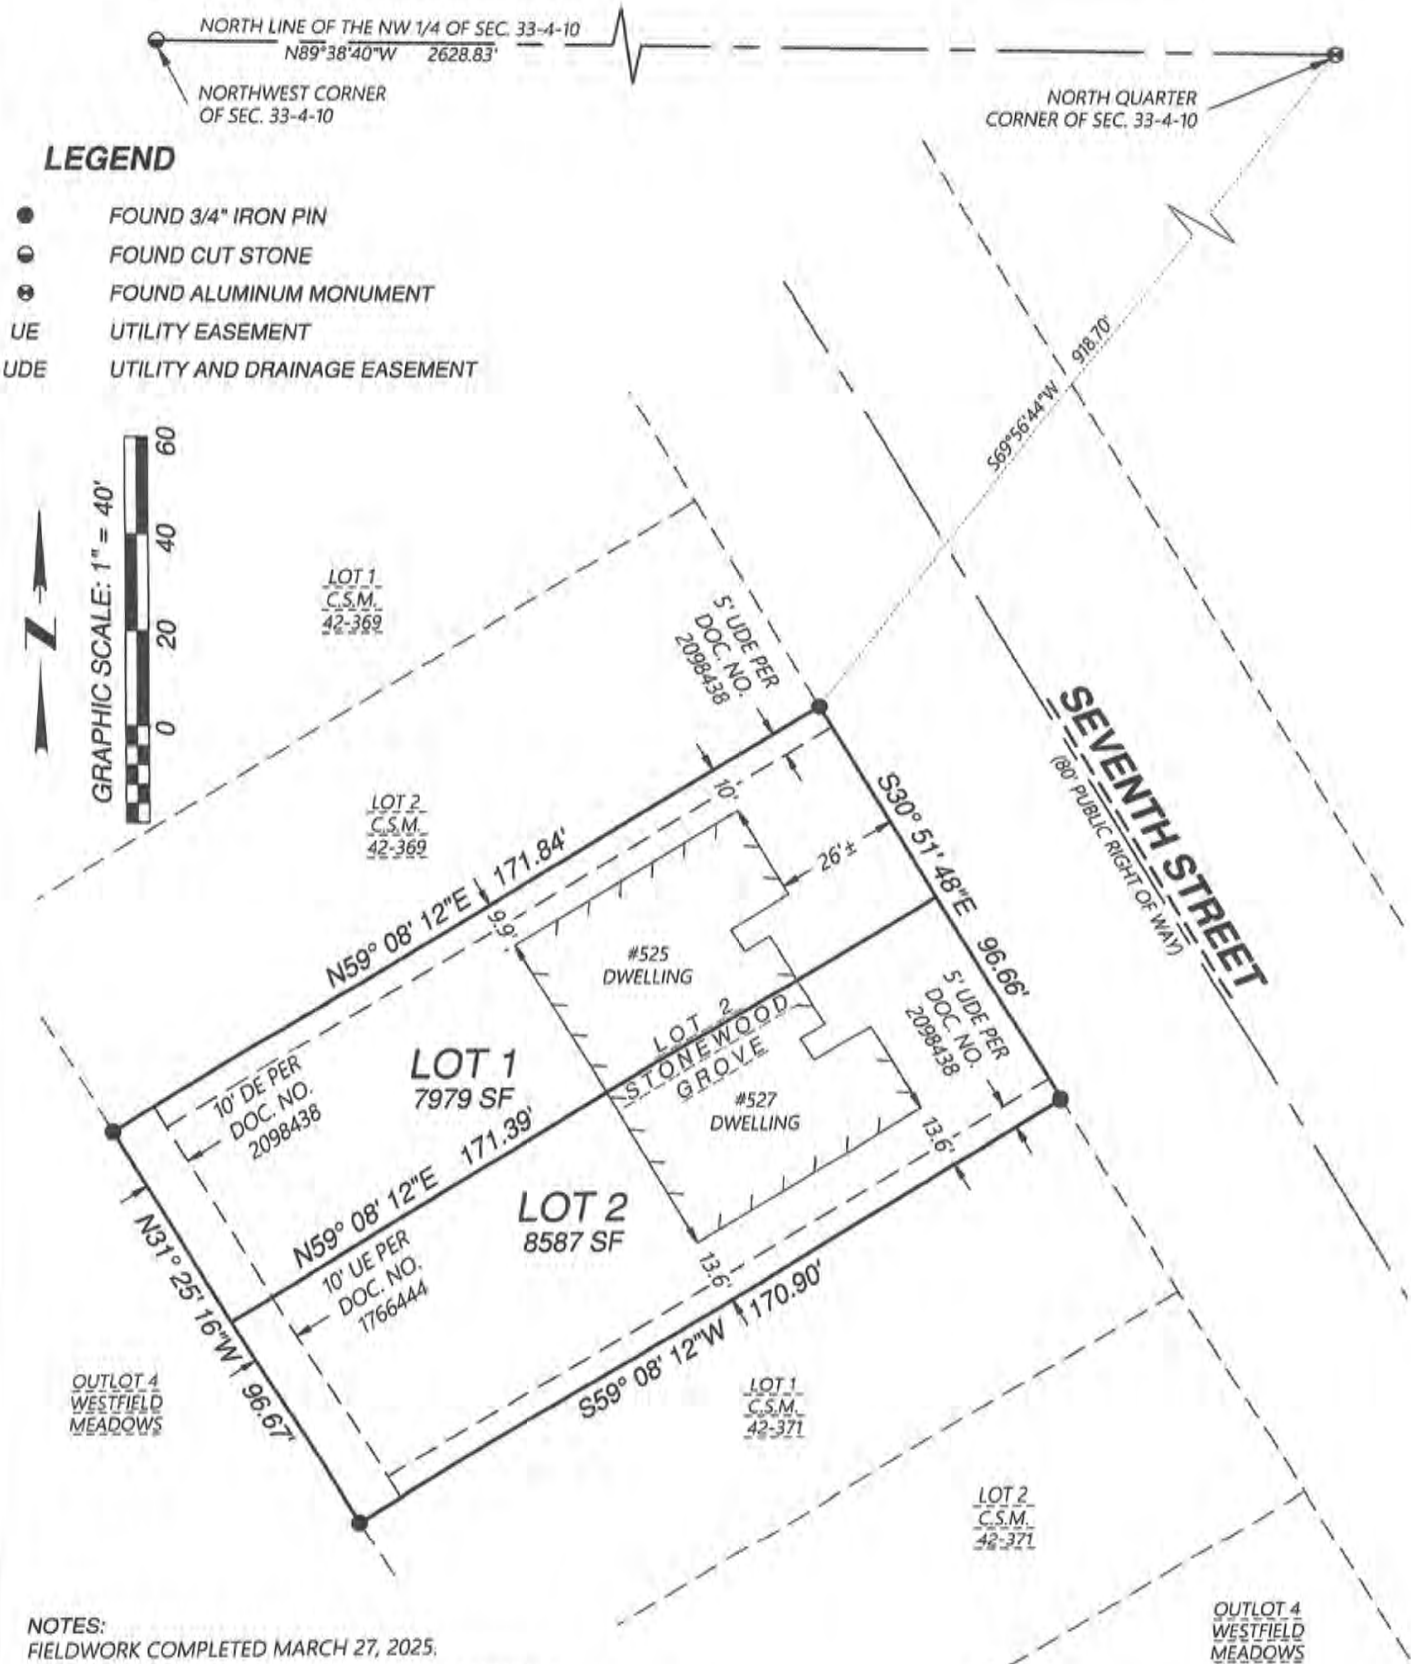 NORTH LINE OF THE NW 1/4 OF SEC. 33-4-10
N89°38'40"W 2628.83'
NORTHWEST CORNER
OF SEC. 33-4-10
NORTH QUARTER
CORNER OF SEC. 33-4-10
LEGEND
FOUND 3/4" IRON PIN
FOUND CUT STONE
FOUND ALUMINUM MONUMENT
UE UTILITY EASEMENT
UDE UTILITY AND DRAINAGE EASEMENT
GRAPHIC SCALE: 1" = 40'
0 20 40 60
Z
S69°56'44"W 918.70'
LOT 1
C.S.M.
42-369
5' UDE PER
DOC. NO.
2098438
SEVENTH STREET
(80' PUBLIC RIGHT OF WAY)
LOT 2
C.S.M.
42-369
N59° 08' 12"E 171.84'
10'
26'±
S30° 51' 48"E 96.66'
9.9'
#525
DWELLING
LOT 2
STONEWOOD
GROVE
5' UDE PER
DOC. NO.
2098438
LOT 1
7979 SF
10' DE PER
DOC. NO.
2098438
#527
DWELLING
13.6'
N59° 08' 12"E 171.39'
LOT 2
8587 SF
10' UE PER
DOC. NO.
1766444
13.6'
N31° 25' 16"W 96.67'
S59° 08' 12"W 170.90'
OUTLOT 4
WESTFIELD
MEADOWS
LOT 1
C.S.M.
42-371
LOT 2
C.S.M.
42-371
OUTLOT 4
WESTFIELD
MEADOWS
NOTES:
FIELDWORK COMPLETED MARCH 27, 2025.